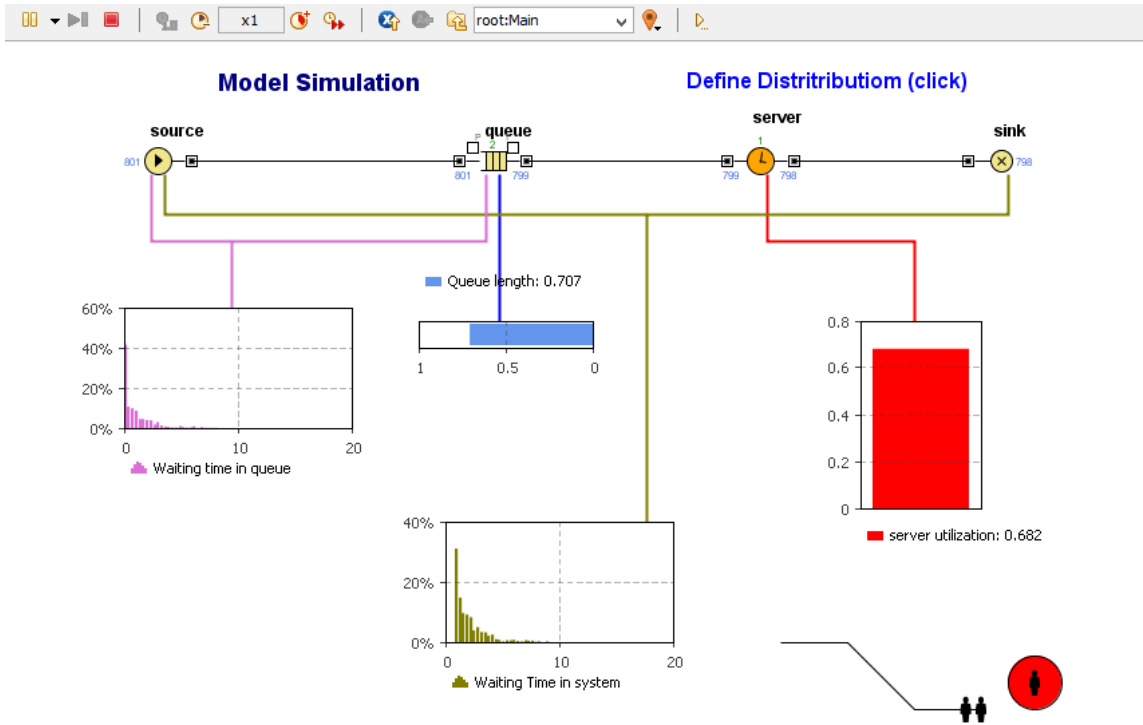 x1 root:Main
Model Simulation
Define Distritributiom (click)
source
queue
server
sink
2
1
801
801
799
799
798
798
Queue length: 0.707
1 0.5 0
60%
40%
20%
0%
0 10 20
Waiting time in queue
0.8
0.6
0.4
0.2
0
server utilization: 0.682
40%
20%
0%
0 10 20
Waiting Time in system